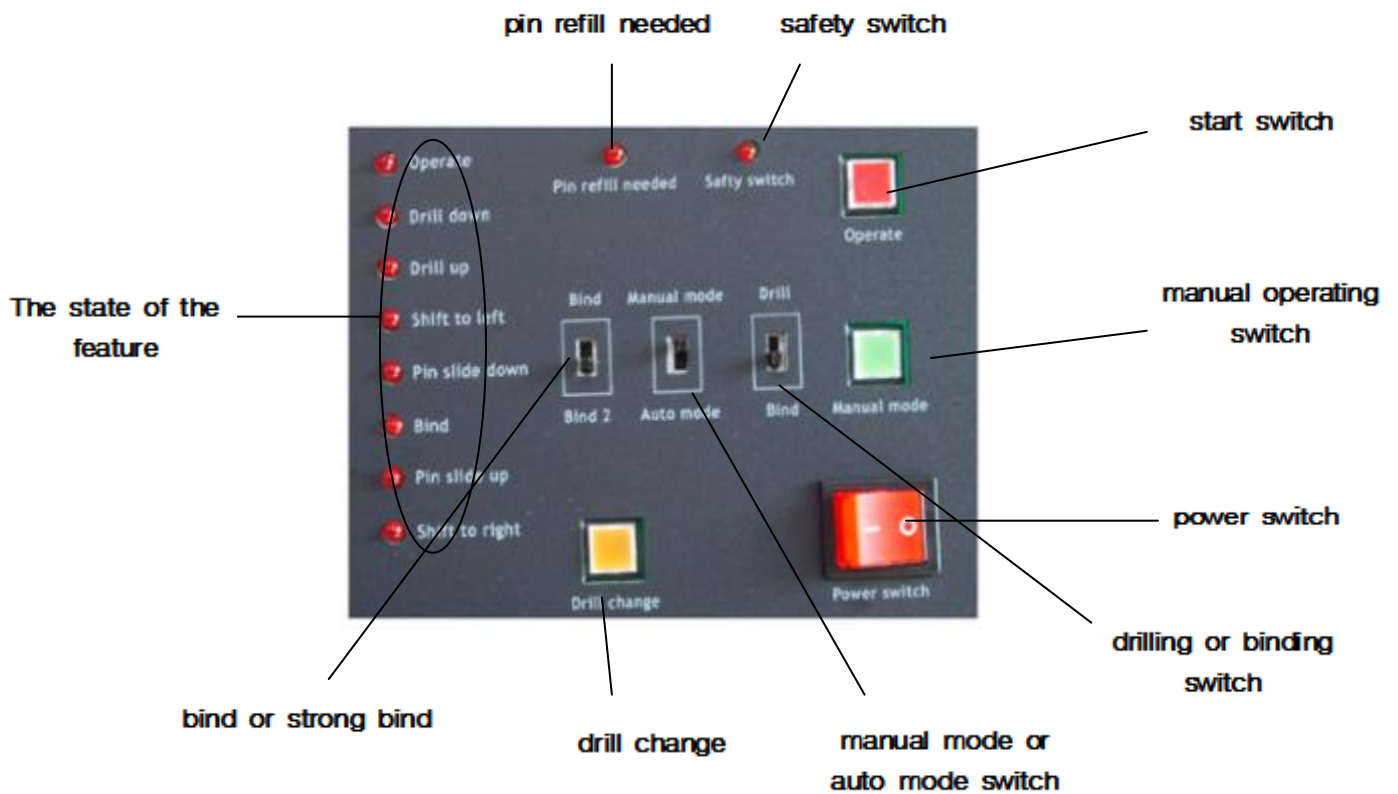 pin refill needed
safety switch
start switch
Operate
Pin refill needed
Safty switch
Drill down
Operate
Drill up
The state of the
feature
manual operating
switch
Bind
Manual mode
Drill
Shift to left
Pin slide down
Bind 2
Auto mode
Bind
Manual mode
Bind
Pin slide up
Shift to right
power switch
Drill change
Power switch
drilling or binding
switch
bind or strong bind
drill change
manual mode or
auto mode switch